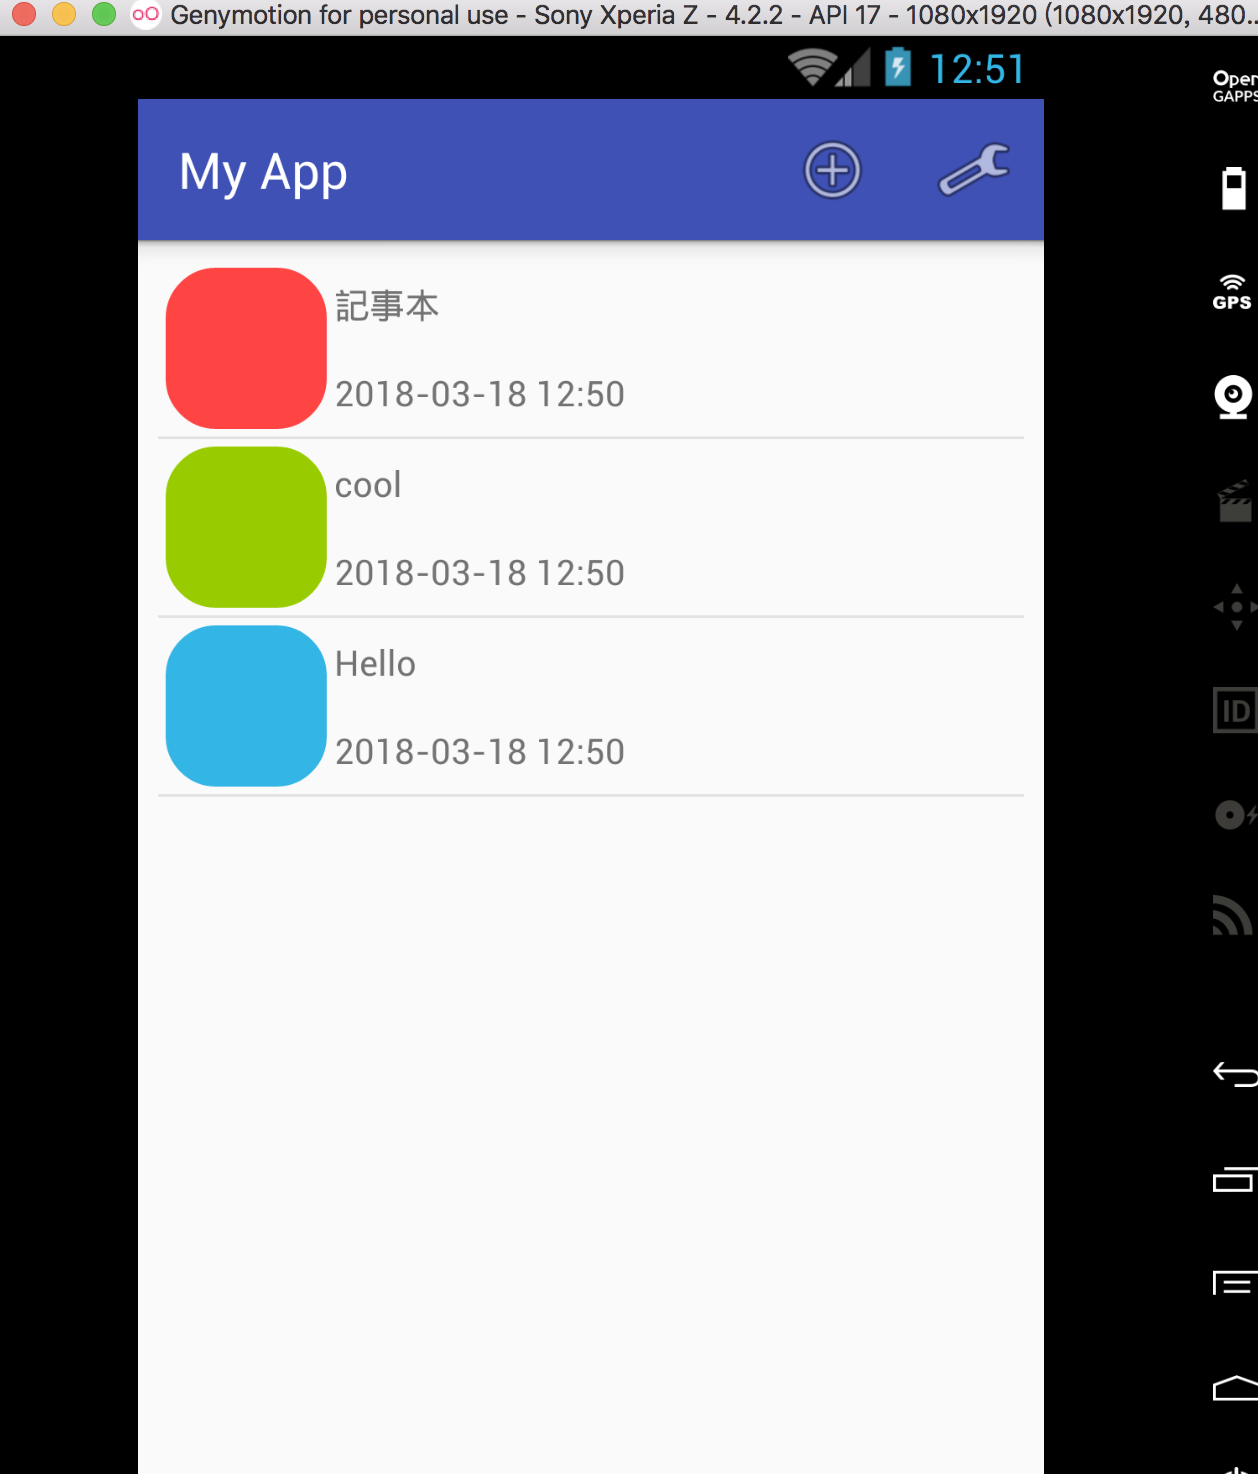 Genymotion for personal use - Sony Xperia Z - 4.2.2 - API 17 - 1080x1920 (1080x1920, 480...
12:51
My App
記事本
2018-03-18 12:50
cool
2018-03-18 12:50
Hello
2018-03-18 12:50
Open
GAPPS
GPS
ID